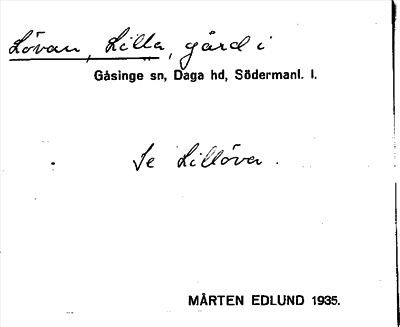 Lövan, Lilla, gård i
Gåsinge sn, Daga hd, Södermanl. l.
Se Lillöva.
MÅRTEN EDLUND 1935.